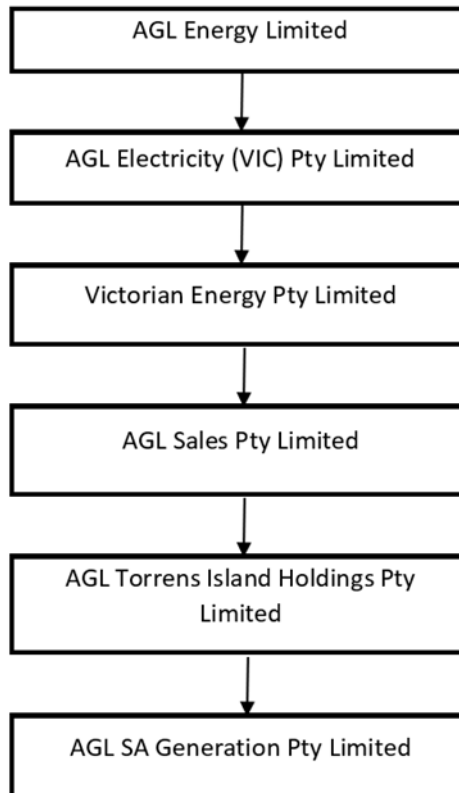 AGL Energy Limited
AGL Electricity (VIC) Pty Limited
Victorian Energy Pty Limited
AGL Sales Pty Limited
AGL Torrens Island Holdings Pty
Limited
AGL SA Generation Pty Limited